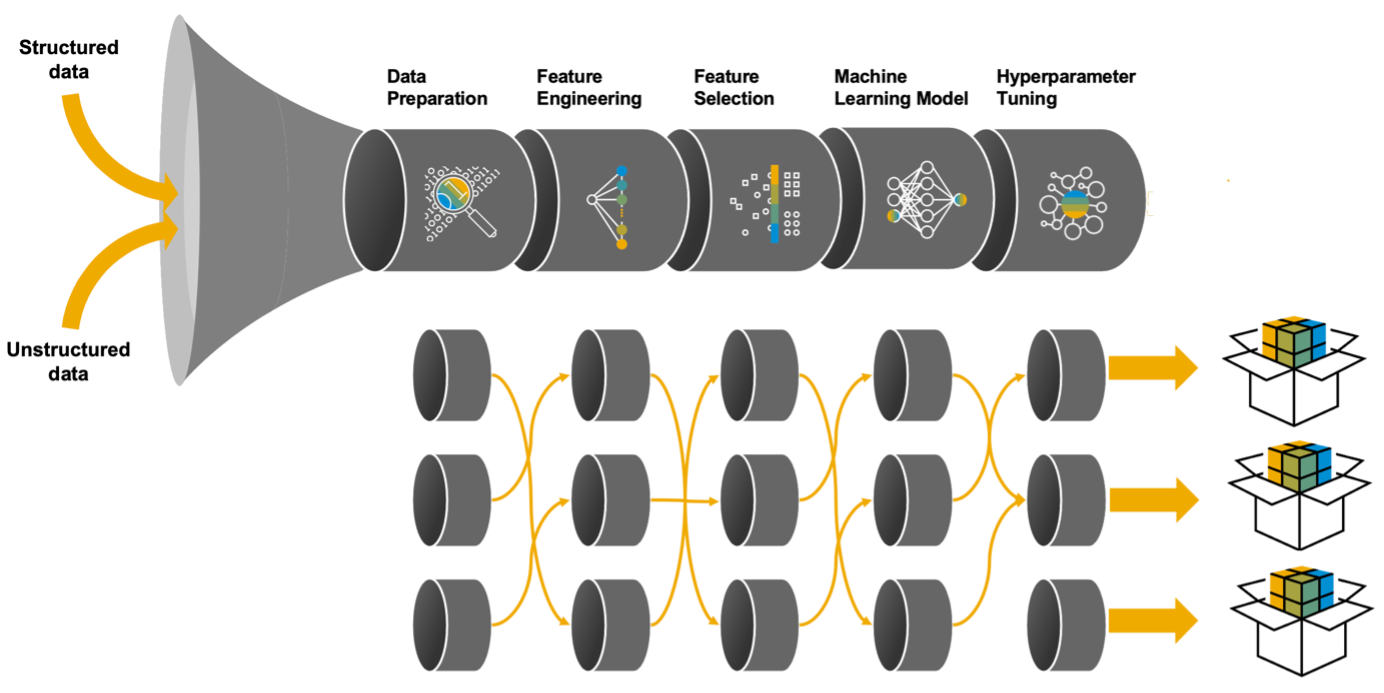 Structured
data
Data
Preparation
Feature
Engineering
Feature
Selection
Machine
Learning Model
Hyperparameter
Tuning
Unstructured
data